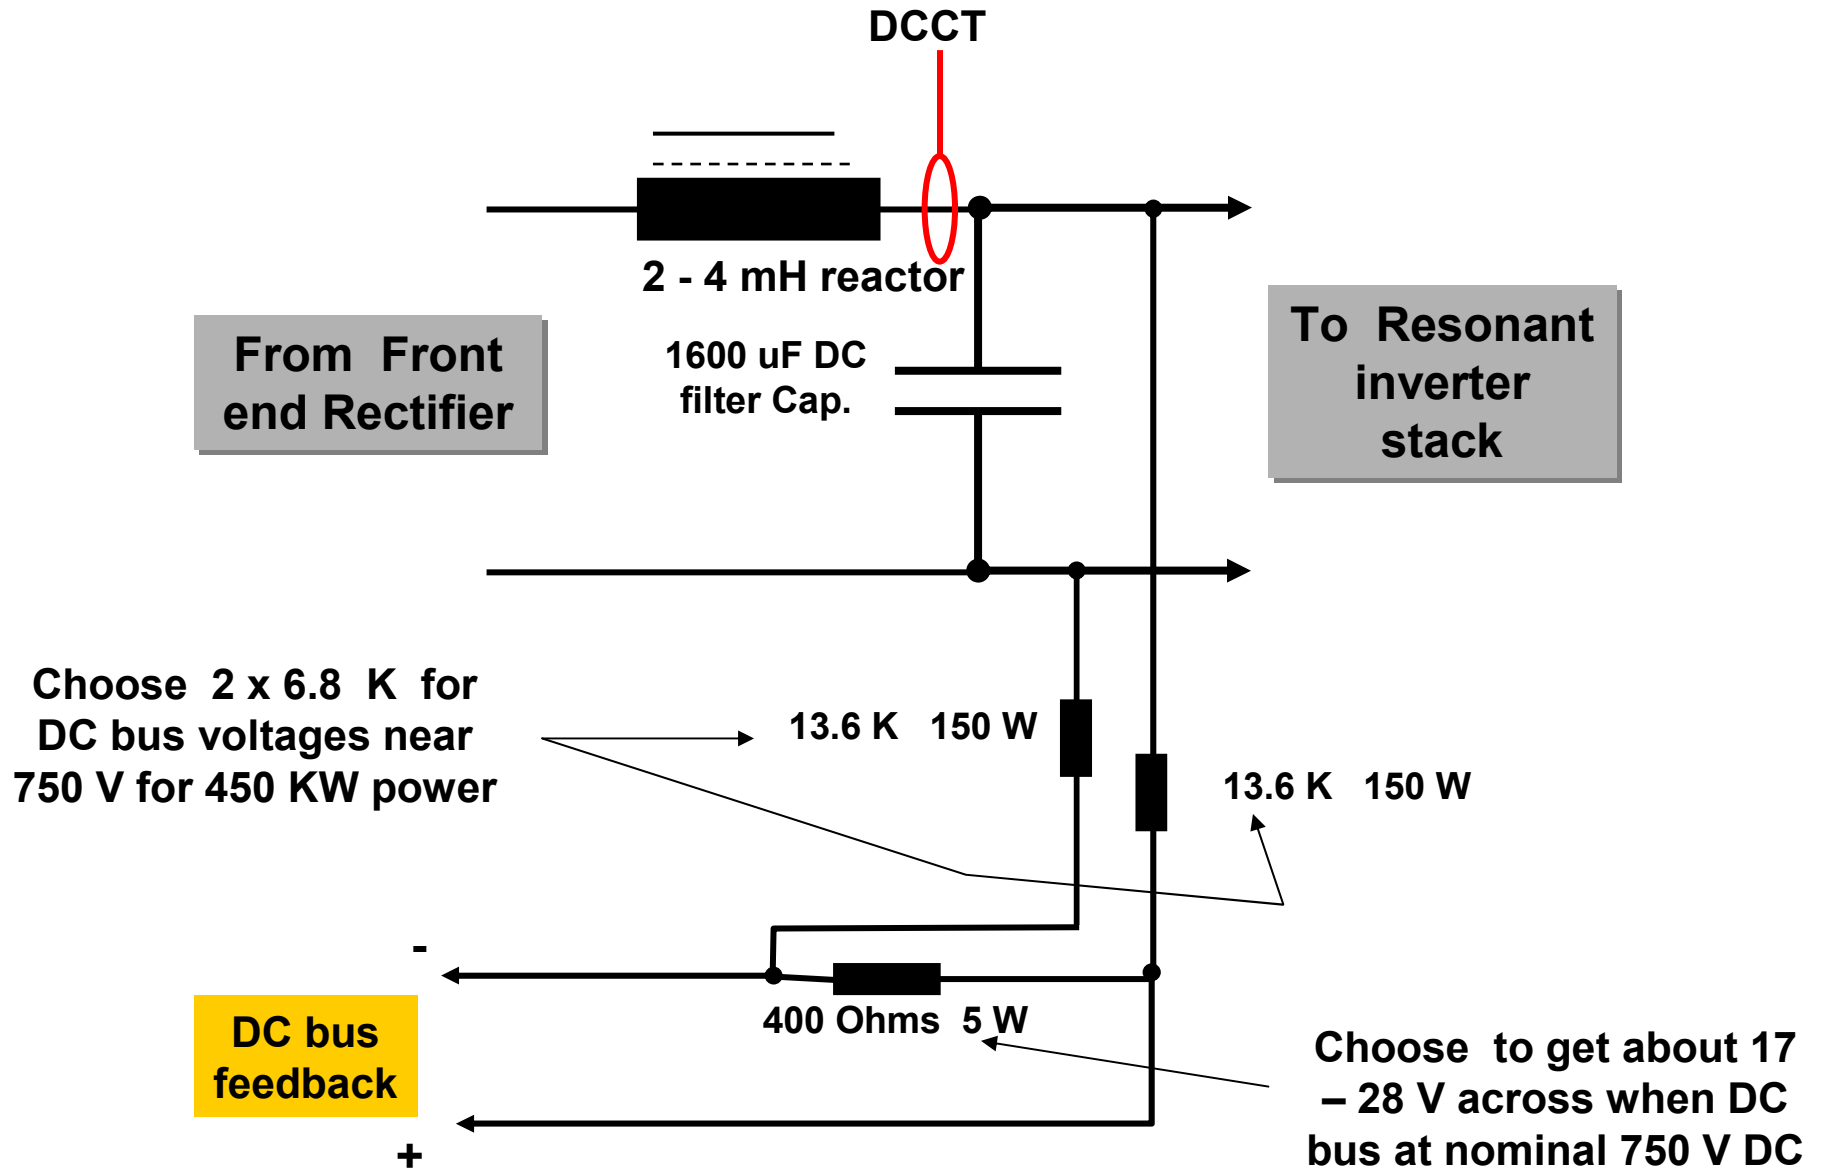 DCCT
2 - 4 mH reactor
From Front
end Rectifier
1600 uF DC
filter Cap.
To Resonant
inverter
stack
Choose 2 x 6.8 K for
DC bus voltages near
750 V for 450 KW power
13.6 K 150 W
13.6 K 150 W
-
DC bus
feedback
+
400 Ohms 5 W
Choose to get about 17
– 28 V across when DC
bus at nominal 750 V DC